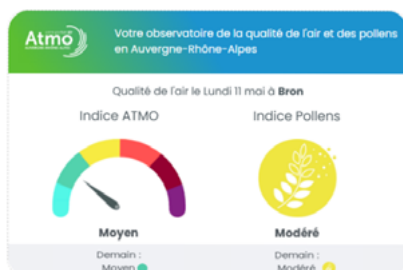 Atmo
Votre observatoire de la qualité de l'air et des pollens
en Auvergne-Rhône-Alpes
Qualité de l'air le Lundi 11 mai à Bron
Indice ATMO
Indice Pollens
Moyen
Modéré
Demain :
Moyen
Demain :
Modéré